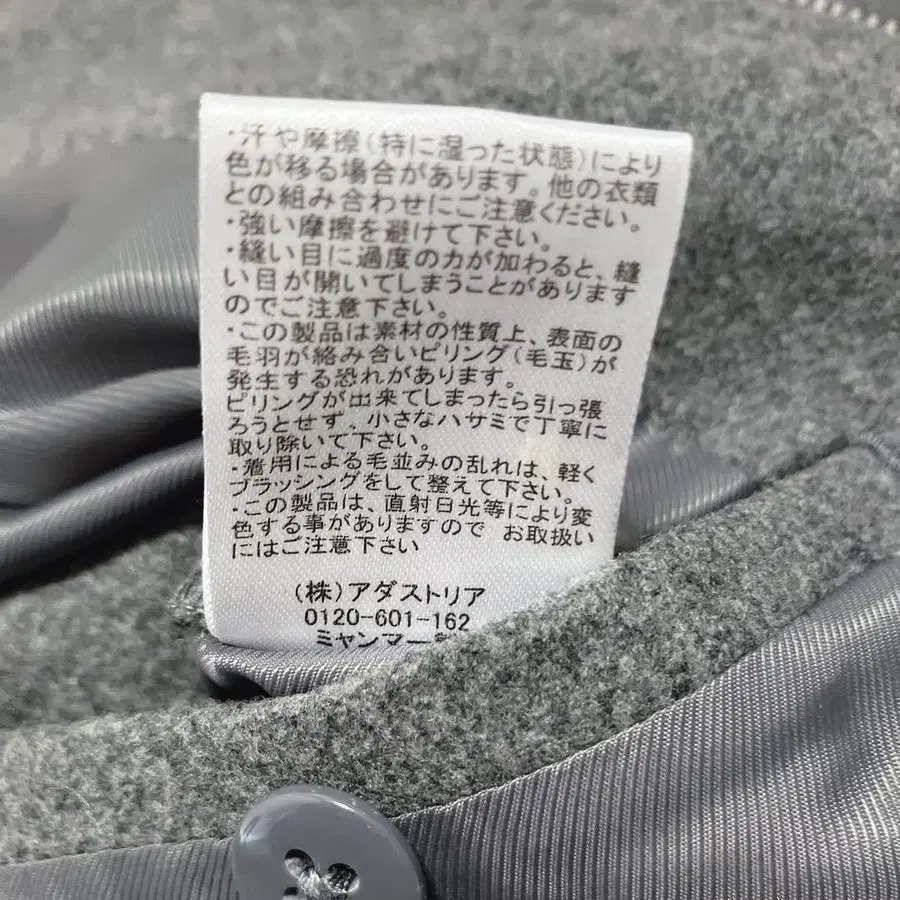 ・汗や摩擦(特に湿った状態)により
色が移る場合があります。他の衣類
との組み合わせにご注意ください。
・強い摩擦を避けて下さい。
・縫い目に過度の力が加わると、縫
い目が開いてしまうことがあります
のでご注意下さい。
・この製品は素材の性質上、表面の
毛羽が絡み合いピリング(毛玉)が
発生する恐れがあります。
ピリングが出来てしまったら引っ張
ろうとせず、小さなハサミで丁寧に
取り除いて下さい。
・着用による毛並みの乱れは、軽く
ブラッシングをして整えて下さい。
・この製品は、直射日光等により変
色する事がありますので お取扱い
にはご注意下さい
(株)アダストリア
0120-601-162
ミャンマー